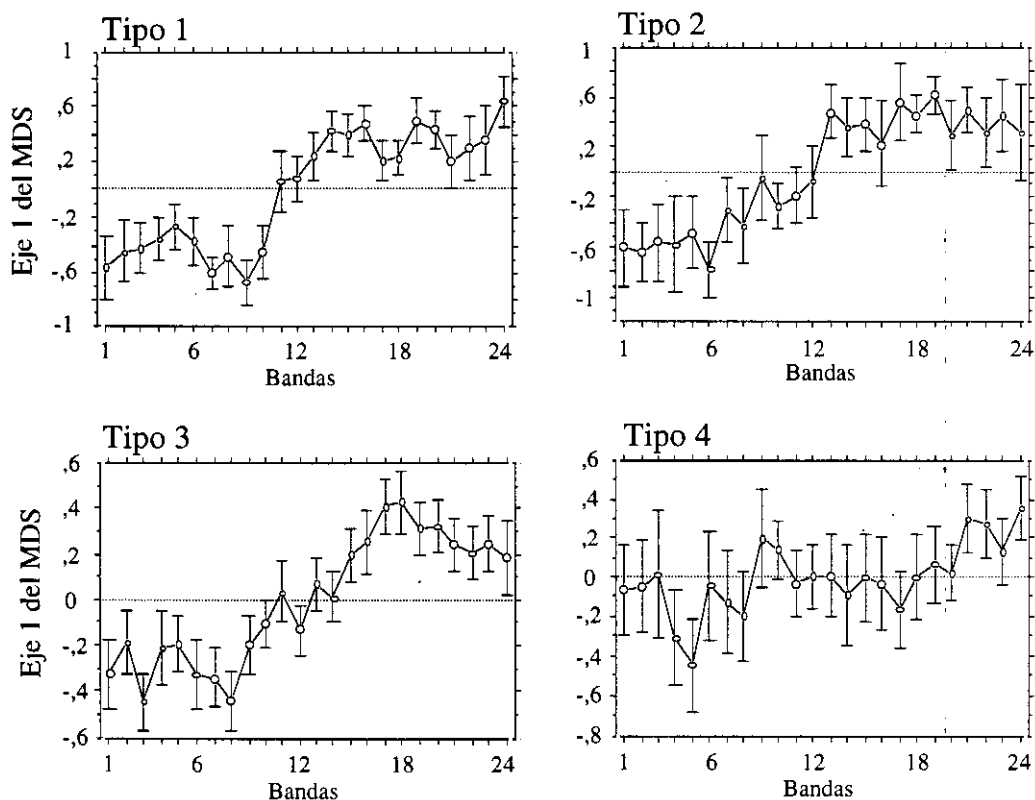 Tipo 1
1
,6
,2
-,2
-,6
-1
Eje 1 del MDS
1 6 12 18 24
Bandas
Tipo 2
1
,6
,2
-,2
-,6
-1
1 6 12 18 24
Bandas
Tipo 3
,6
,4
,2
0
-,2
-,4
-,6
Eje 1 del MDS
1 6 12 18 24
Bandas
Tipo 4
,6
,4
,2
0
-,2
-,4
-,6
-,8
1 6 12 18 24
Bandas